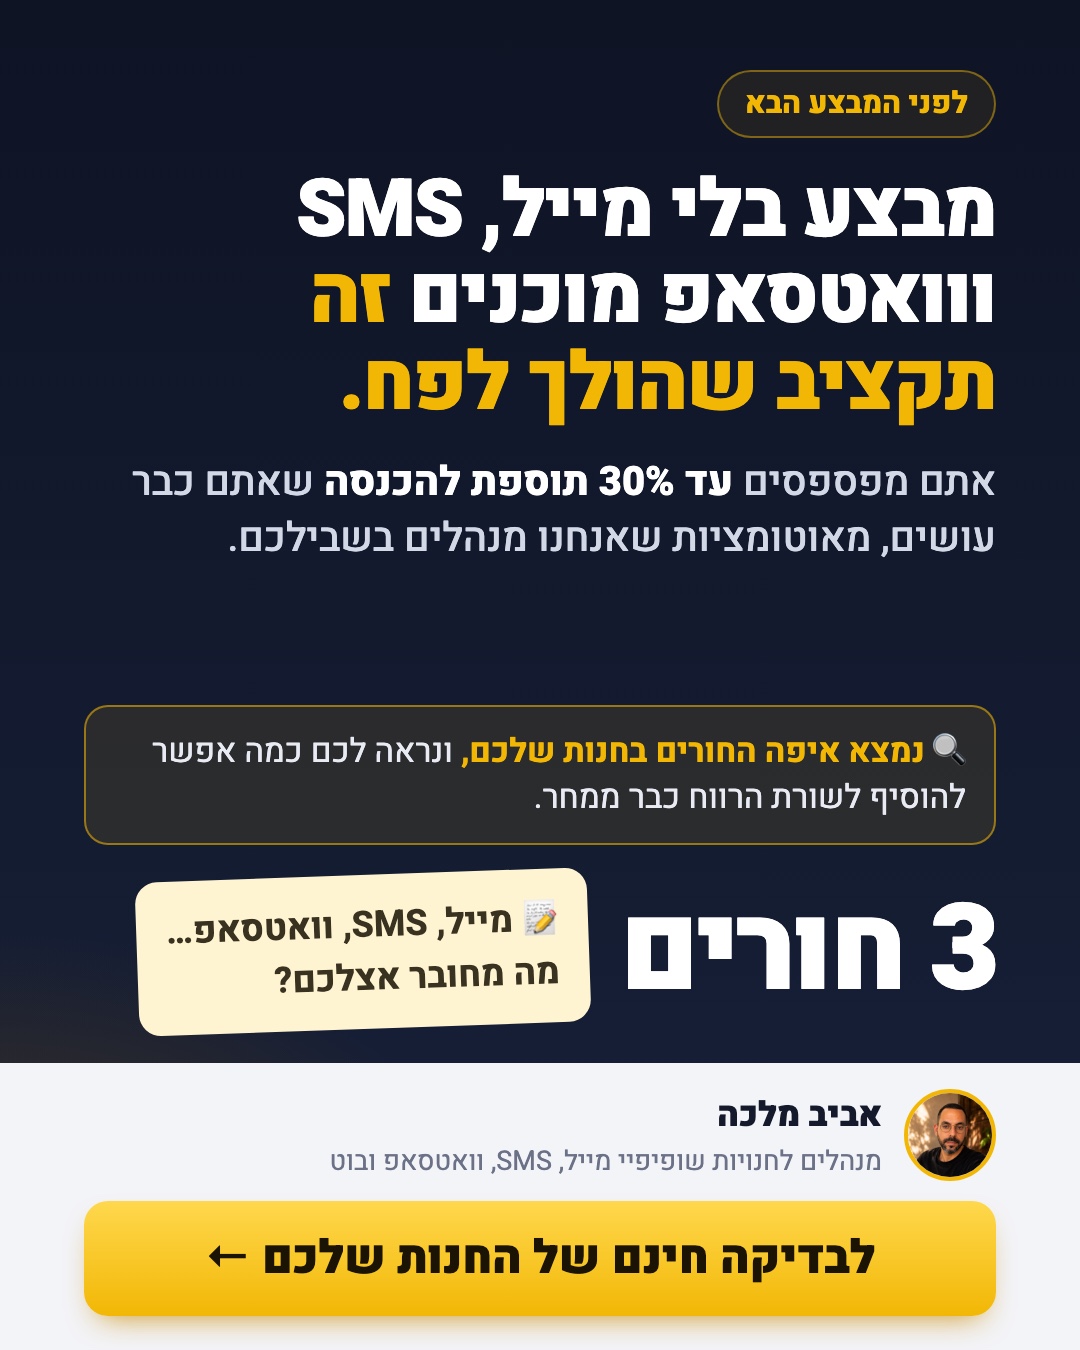 לפני המבצע הבא
מבצע בלי מייל, SMS
וווואטסאפ מוכנים זה
תקציב שהולך לפח.
אתם מפספסים עד 30% תוספת להכנסה שאתם כבר
עושים, מאוטומציות שאנחנו מנהלים בשבילכם.
🔍 נמצא איפה החורים בחנות שלכם, ונראה לכם כמה אפשר
להוסיף לשורת הרווח כבר ממחר.
3 חורים
📝 מייל, SMS, וואטסאפ...
מה מחובר אצלכם?
אביב מלכה
מנהלים לחנויות שופיפיי מייל, SMS, וואטסאפ ובוט
לבדיקה חינם של החנות שלכם ←